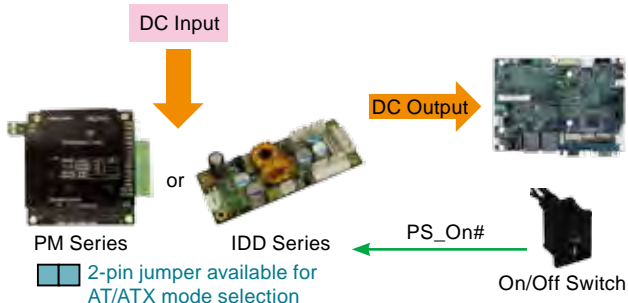 DC Input
DC Output
or
PM Series
IDD Series
PS_On#
On/Off Switch
2-pin jumper available for
AT/ATX mode selection